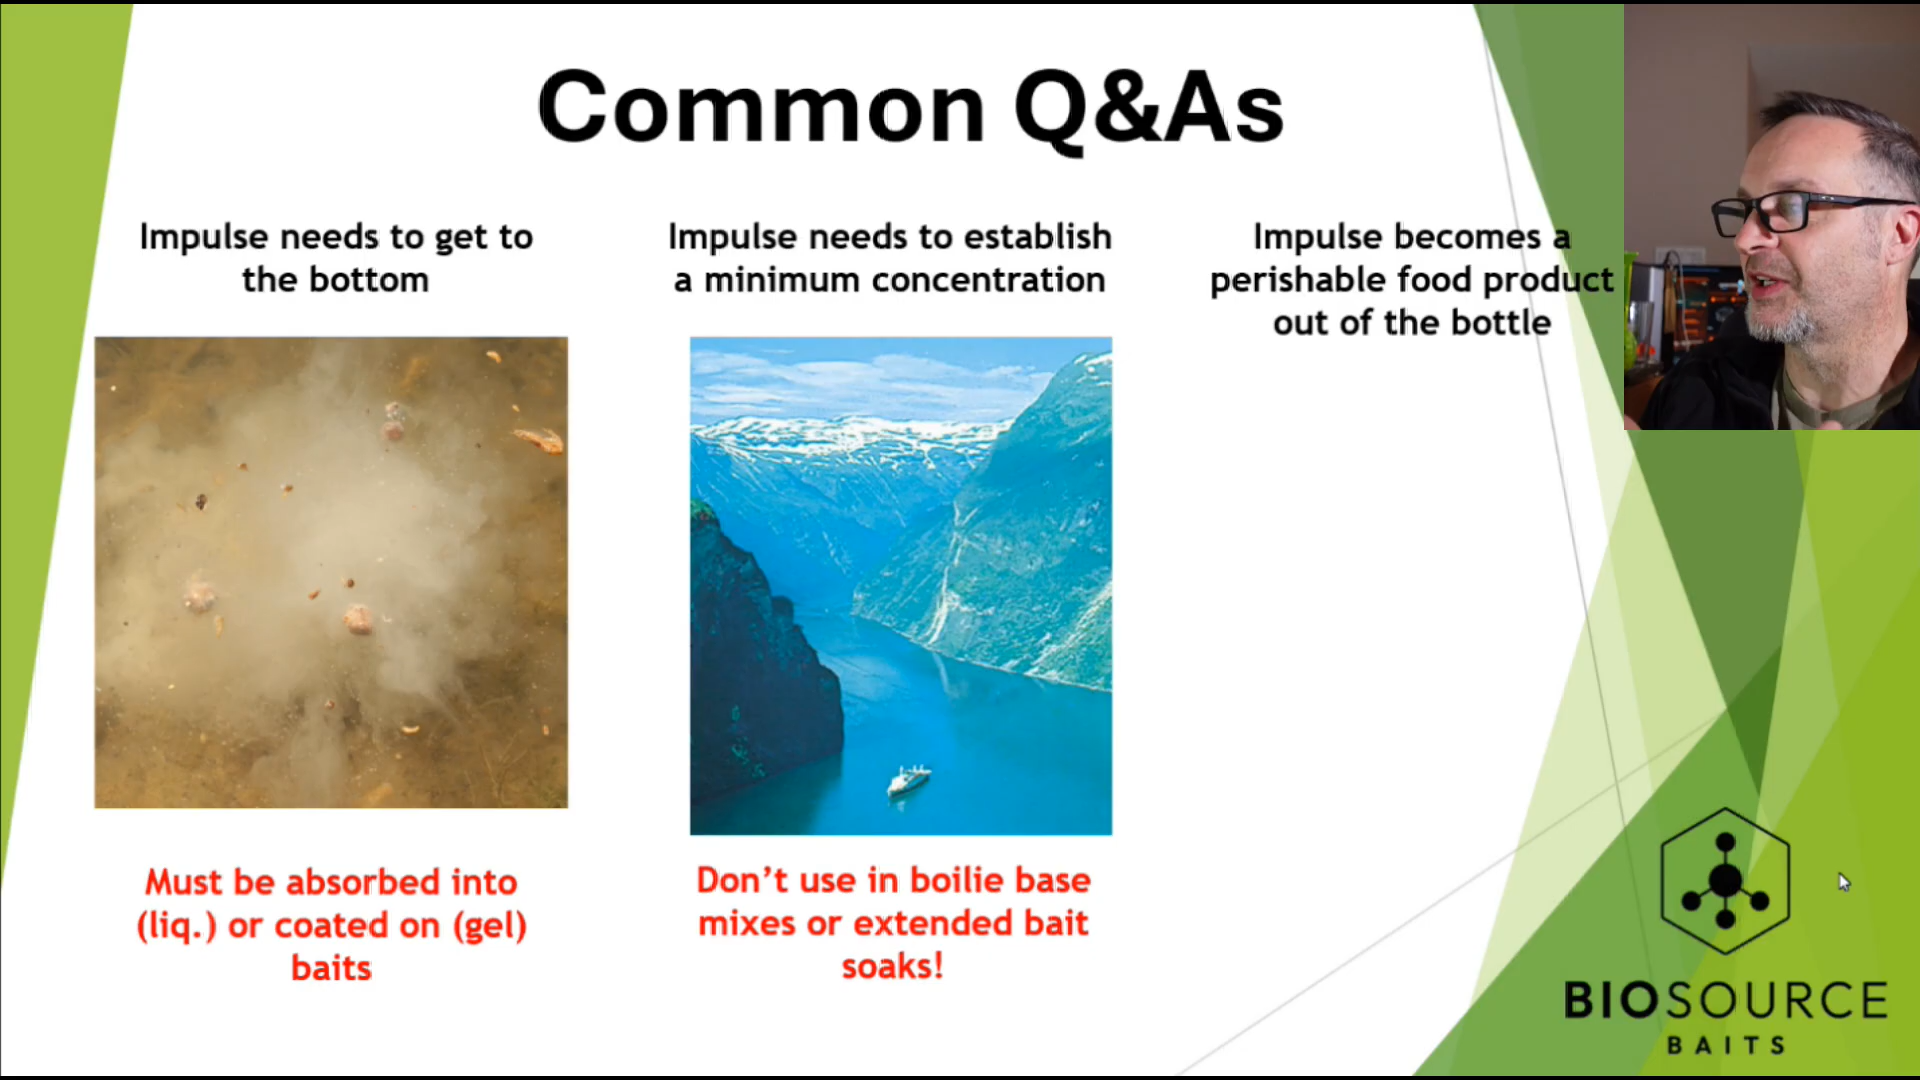 Common Q&As
Impulse needs to get to
the bottom
Must be absorbed into
(liq.) or coated on (gel)
baits
Impulse needs to establish
a minimum concentration
Don’t use in boilie base
mixes or extended bait
soaks!
Impulse becomes a
perishable food product
out of the bottle
BIOSOURCE
BAITS